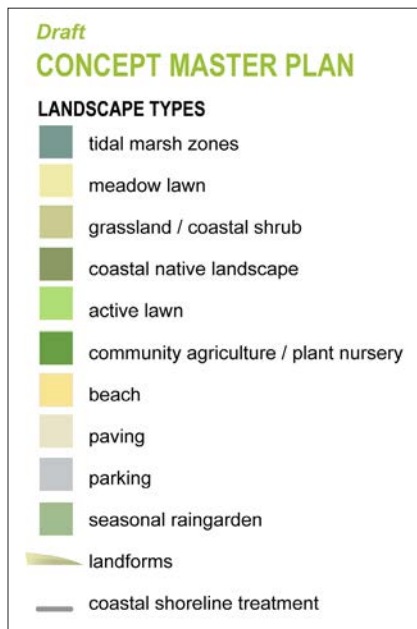 Draft
CONCEPT MASTER PLAN
LANDSCAPE TYPES
tidal marsh zones
meadow lawn
grassland / coastal shrub
coastal native landscape
active lawn
community agriculture / plant nursery
beach
paving
parking
seasonal raingarden
landforms
coastal shoreline treatment